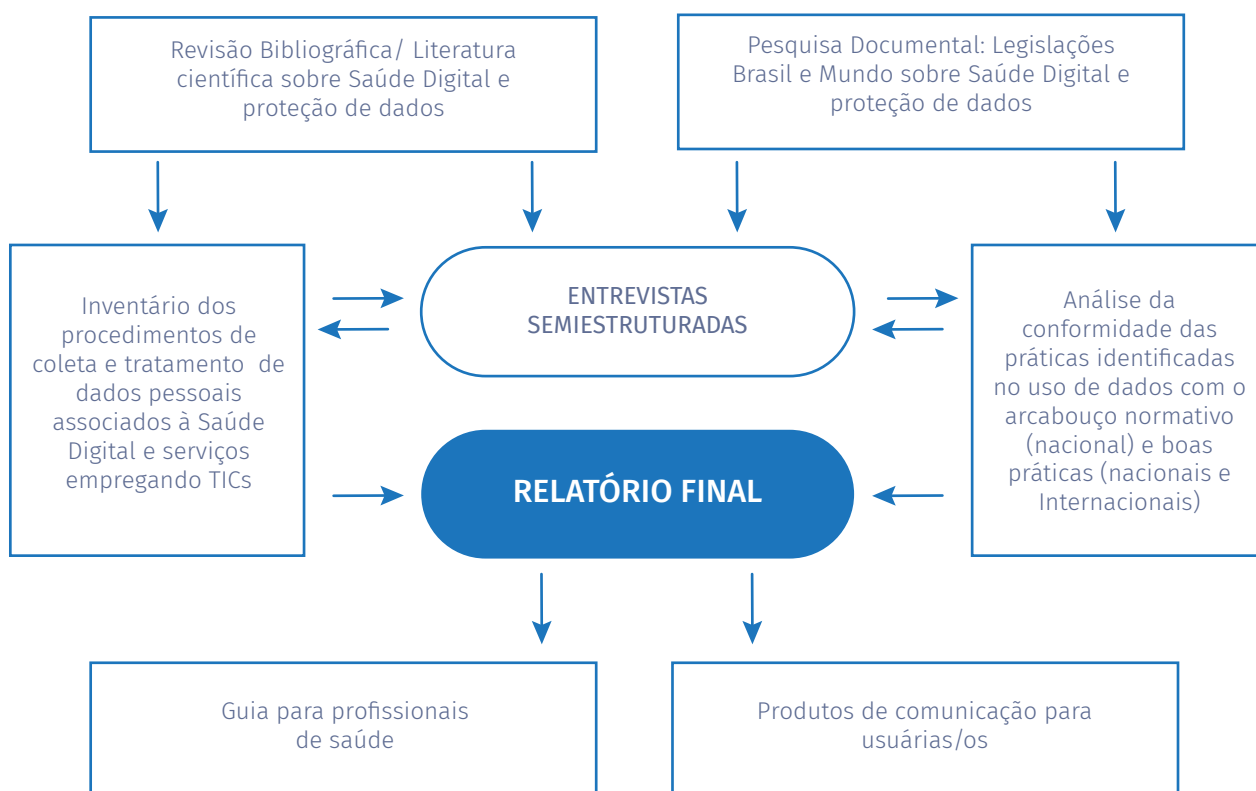 Revisão Bibliográfica/ Literatura
científica sobre Saúde Digital e
proteção de dados
Pesquisa Documental: Legislações
Brasil e Mundo sobre Saúde Digital e
proteção de dados
Inventário dos
procedimentos de
coleta e tratamento de
dados pessoais
associados à Saúde
Digital e serviços
empregando TICs
ENTREVISTAS
SEMIESTRUTURADAS
Análise da
conformidade das
práticas identificadas
no uso de dados com o
arcabouço normativo
(nacional) e boas
práticas (nacionais e
Internacionais)
RELATÓRIO FINAL
Guia para profissionais
de saúde
Produtos de comunicação para
usuárias/os